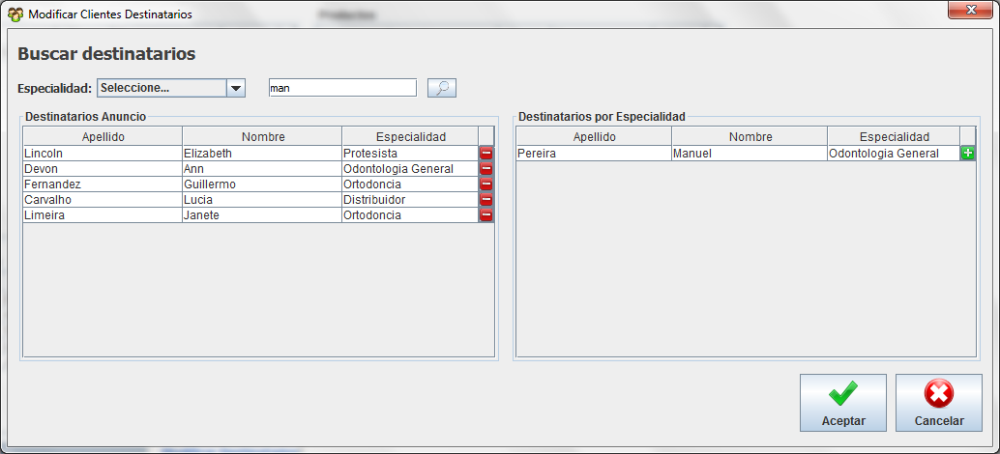 Modificar Clientes Destinatarios
Productos
Buscar destinatarios
Especialidad: Seleccione... man
Destinatarios Anuncio
Apellido Nombre Especialidad
Lincoln Elizabeth Protesista
Devon Ann Odontologia General
Fernandez Guillermo Ortodoncia
Carvalho Lucia Distribuidor
Limeira Janete Ortodoncia
Destinatarios por Especialidad
Apellido Nombre Especialidad
Pereira Manuel Odontologia General
Aceptar Cancelar